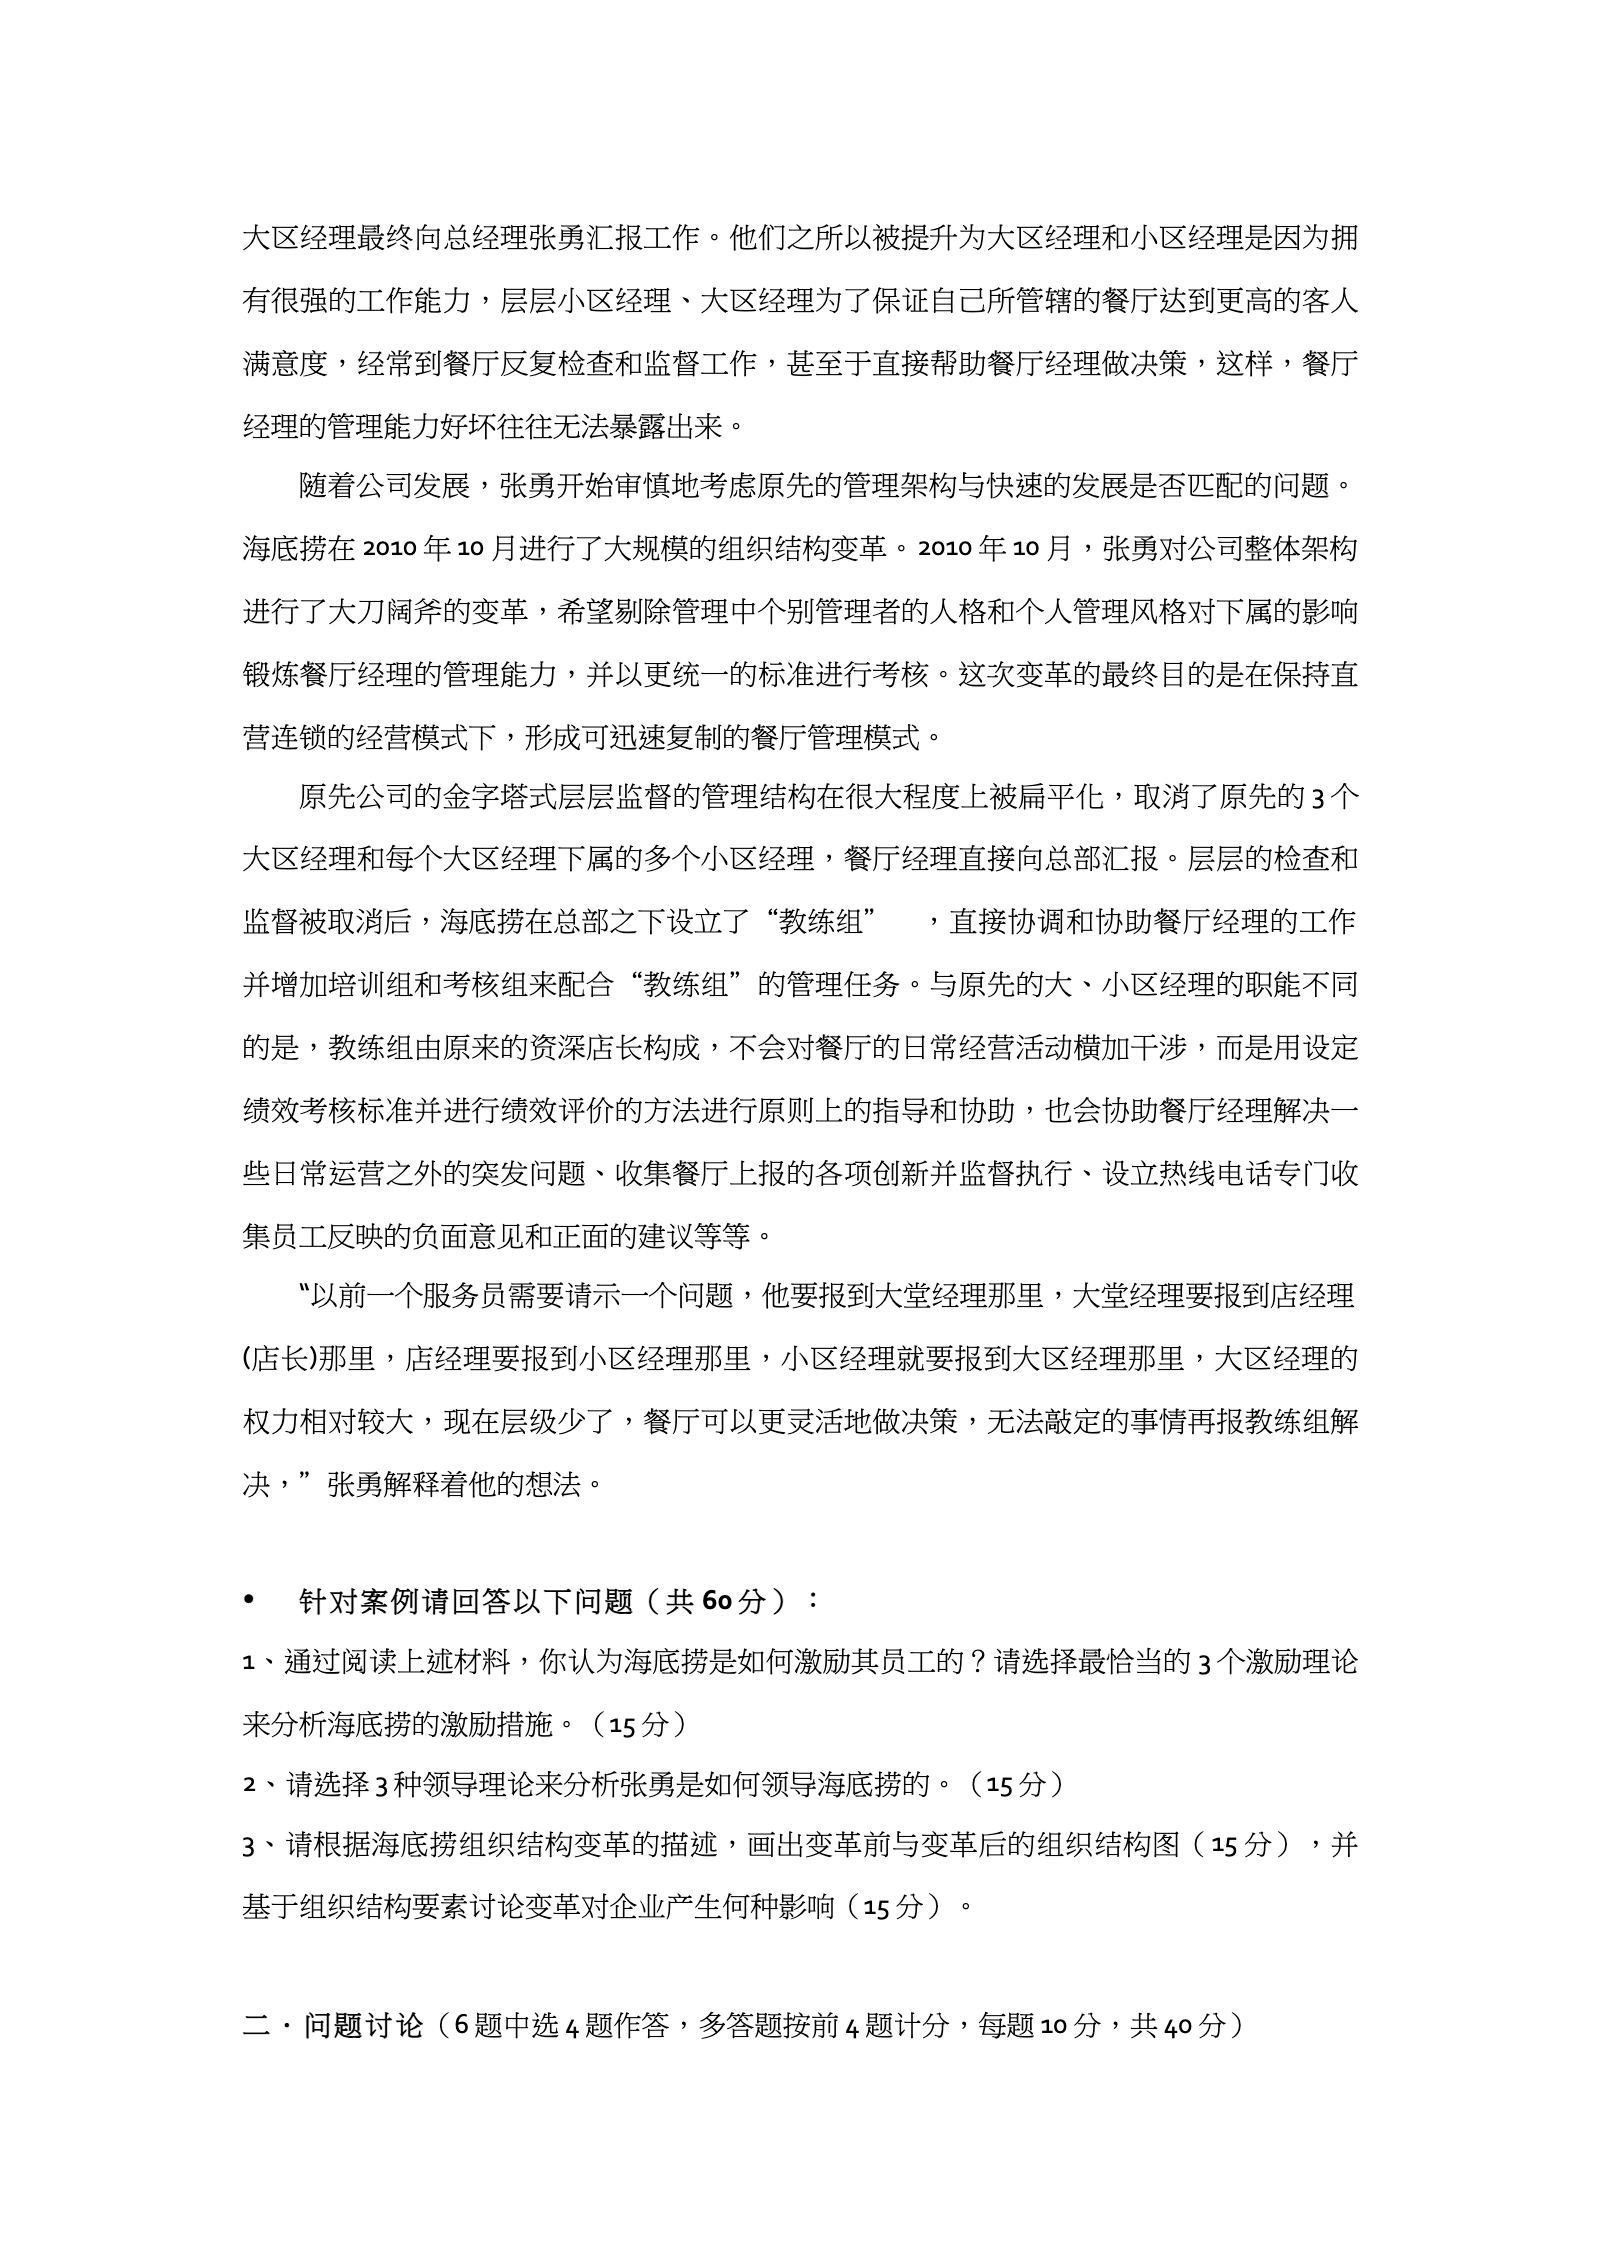 大区经理最终向总经理张勇汇报工作。他们之所以被提升为大区经理和小区经理是因为拥
有很强的工作能力，层层小区经理、大区经理为了保证自己所管辖的餐厅达到更高的客人
满意度，经常到餐厅反复检查和监督工作，甚至于直接帮助餐厅经理做决策，这样，餐厅
经理的管理能力好坏往往无法暴露出来。
随着公司发展，张勇开始审慎地考虑原先的管理架构与快速的发展是否匹配的问题。
海底捞在 2010 年 10 月进行了大规模的组织结构变革。2010 年 10 月，张勇对公司整体架构
进行了大刀阔斧的变革，希望剔除管理中个别管理者的人格和个人管理风格对下属的影响
锻炼餐厅经理的管理能力，并以更统一的标准进行考核。这次变革的最终目的是在保持直
营连锁的经营模式下，形成可迅速复制的餐厅管理模式。
原先公司的金字塔式层层监督的管理结构在很大程度上被扁平化，取消了原先的 3 个
大区经理和每个大区经理下属的多个小区经理，餐厅经理直接向总部汇报。层层的检查和
监督被取消后，海底捞在总部之下设立了“教练组” ，直接协调和协助餐厅经理的工作
并增加培训组和考核组来配合“教练组”的管理任务。与原先的大、小区经理的职能不同
的是，教练组由原来的资深店长构成，不会对餐厅的日常经营活动横加干涉，而是用设定
绩效考核标准并进行绩效评价的方法进行原则上的指导和协助，也会协助餐厅经理解决一
些日常运营之外的突发问题、收集餐厅上报的各项创新并监督执行、设立热线电话专门收
集员工反映的负面意见和正面的建议等等。
“以前一个服务员需要请示一个问题，他要报到大堂经理那里，大堂经理要报到店经理
(店长)那里，店经理要报到小区经理那里，小区经理就要报到大区经理那里，大区经理的
权力相对较大，现在层级少了，餐厅可以更灵活地做决策，无法敲定的事情再报教练组解
决，”张勇解释着他的想法。
• 针对案例请回答以下问题（共 60 分）：
1、通过阅读上述材料，你认为海底捞是如何激励其员工的？请选择最恰当的 3 个激励理论
来分析海底捞的激励措施。（15 分）
2、请选择 3 种领导理论来分析张勇是如何领导海底捞的。（15 分）
3、请根据海底捞组织结构变革的描述，画出变革前与变革后的组织结构图（15 分），并
基于组织结构要素讨论变革对企业产生何种影响（15 分）。
二．问题讨论（6 题中选 4 题作答，多答题按前 4 题计分，每题 10 分，共 40 分）